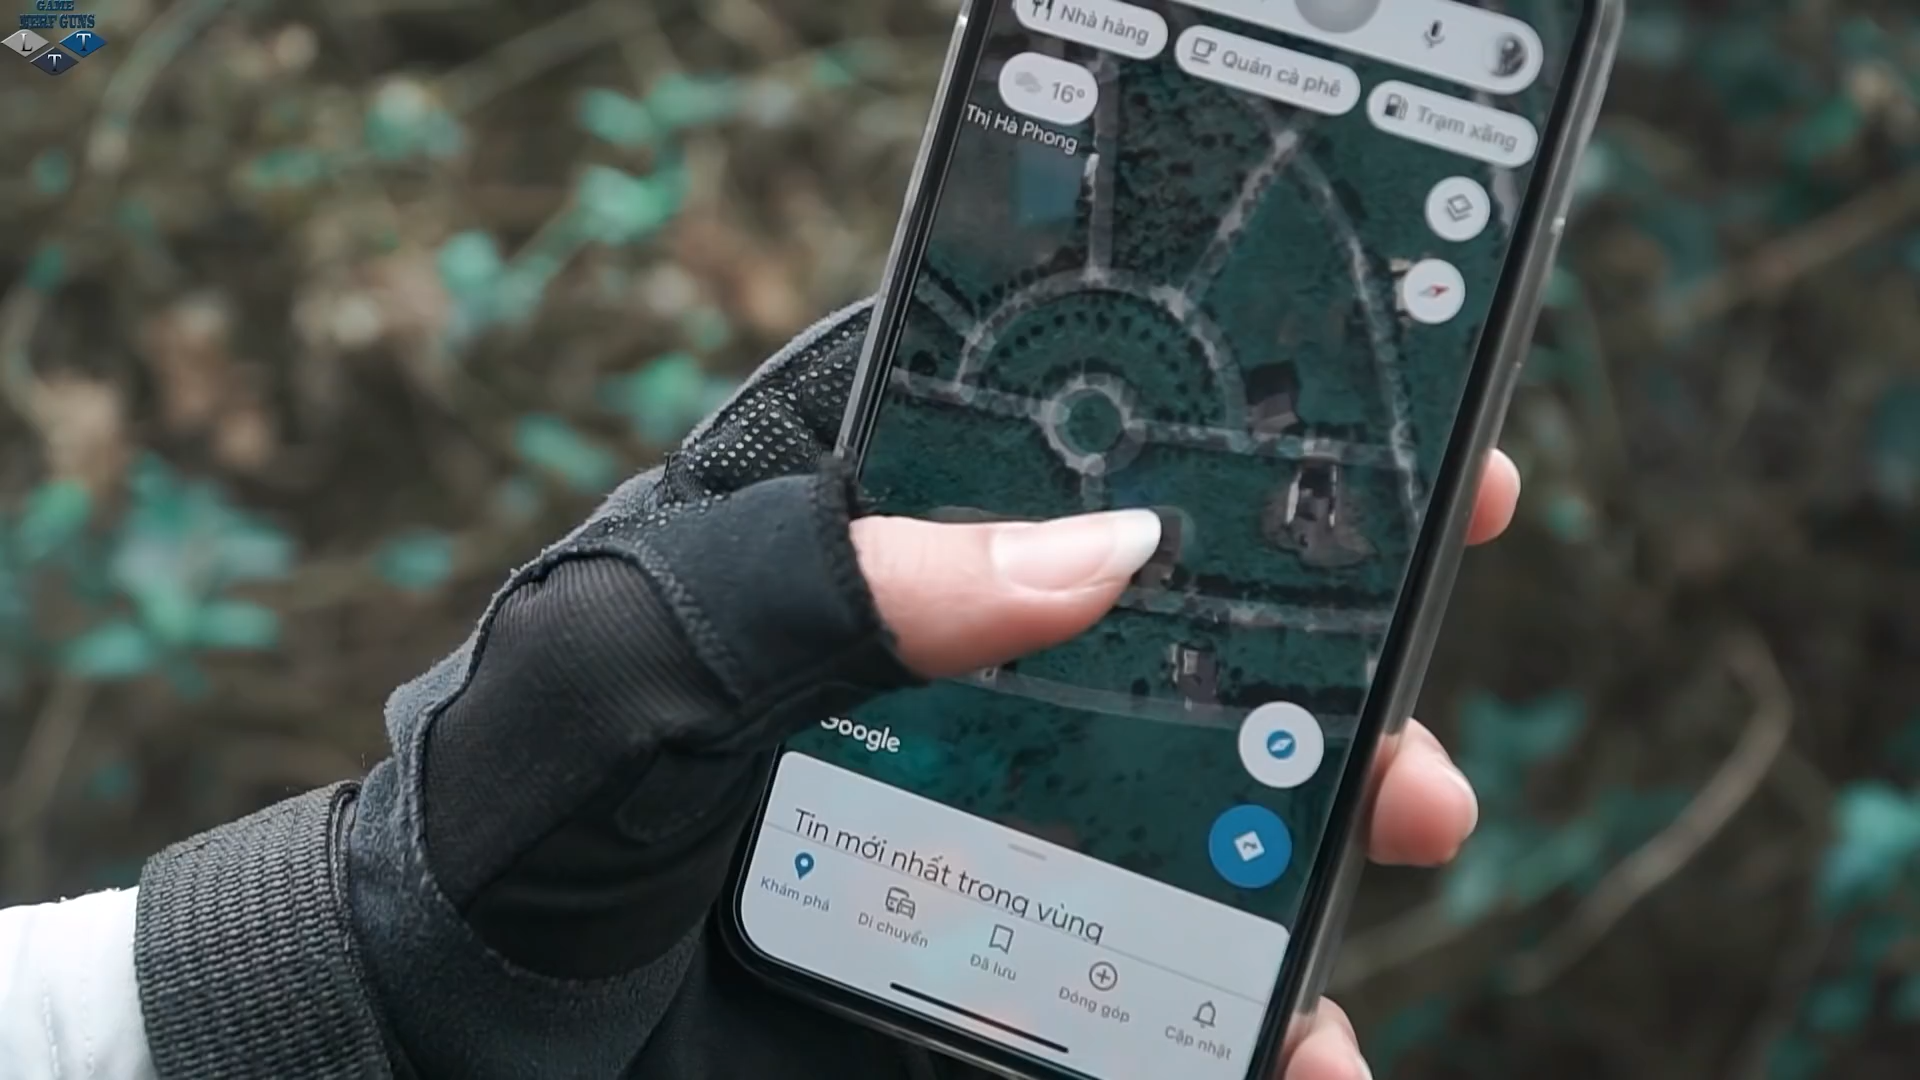 GAME
NERF GUNS
L T
T
Nhà hàng
Quán cà phê
Trạm xăng
16°
Thị Hà Phong
Google
Tin mới nhất trong vùng
Khám phá
Di chuyển
Đã lưu
Đóng góp
Cập nhật